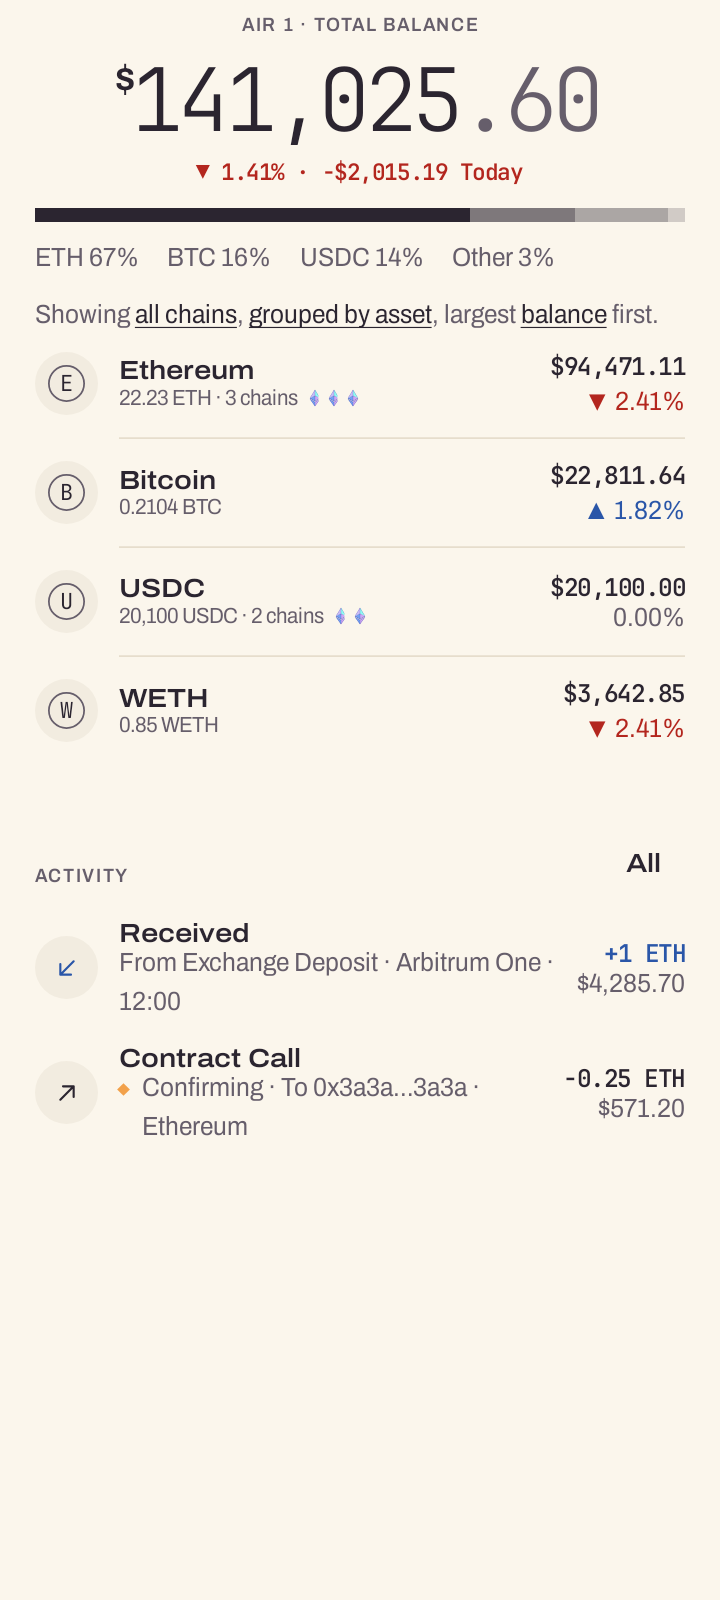 AIR 1 · TOTAL BALANCE
$141,025.60
▼ 1.41% · -$2,015.19 Today
ETH 67% BTC 16% USDC 14% Other 3%
Showing all chains, grouped by asset, largest balance first.
E
Ethereum
22.23 ETH · 3 chains
$94,471.11
▼ 2.41%
B
Bitcoin
0.2104 BTC
$22,811.64
▲ 1.82%
U
USDC
20,100 USDC · 2 chains
$20,100.00
0.00%
W
WETH
0.85 WETH
$3,642.85
▼ 2.41%
ACTIVITY
All
Received
From Exchange Deposit · Arbitrum One ·
12:00
+1 ETH
$4,285.70
Contract Call
Confirming · To 0x3a3a…3a3a ·
Ethereum
-0.25 ETH
$571.20